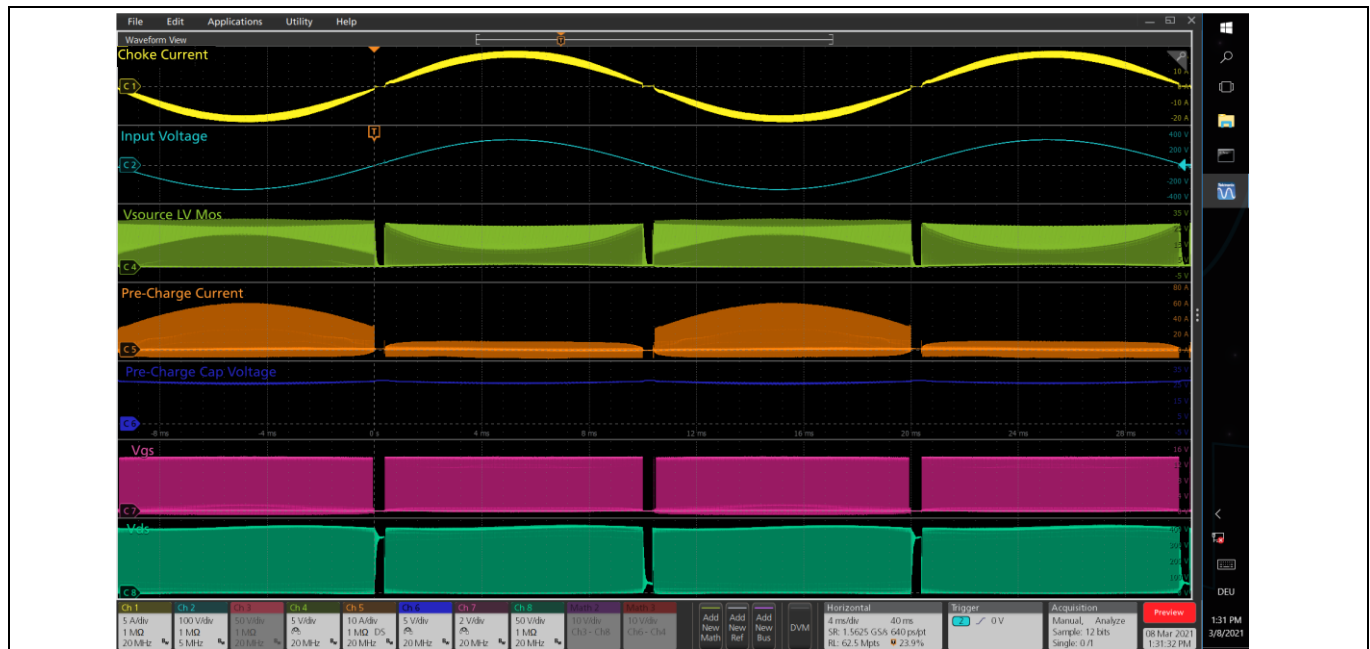 File Edit Applications Utility Help
Waveform View
Choke Current
C1
10 A
-10 A
-20 A
T
Input Voltage
400 V
200 V
C2
-200 V
-400 V
Vsource LV Mos
35 V
C4
-5 V
Pre-Charge Current
80 A
60 A
40 A
20 A
C5
Pre-Charge Cap Voltage
35 V
15 V
5 V
C6
-8 ms -4 ms 0 s 4 ms 8 ms 12 ms 16 ms 20 ms 24 ms 28 ms
Vgs
16 V
C7
Vds
C8
Ch 1 Ch 2 Ch 3 Ch 4 Ch 5 Ch 6 Ch 7 Ch 8 Math 2 Math 3
5 A/div 100 V/div 50 V/div 5 V/div 10 A/div 5 V/div 2 V/div 50 V/div 10 V/div 10 V/div
1 MΩ 1 MΩ 1 MΩ 1 MΩ DS 1 MΩ Ch3 - Ch8 Ch6 - Ch4
20 MHz 5 MHz 20 MHz 20 MHz 20 MHz 20 MHz 20 MHz 20 MHz
Add New Math
Add New Ref
Add New Bus
DVM
Horizontal
4 ms/div 40 ms
SR: 1.5625 GS/s 640 ps/pt
RL: 62.5 Mpts 23.9%
Trigger
2 0 V
Acquisition
Manual, Analyze
Sample: 12 bits
Single: 0 /1
Preview
08 Mar 2021
1:31:32 PM
DEU
1:31 PM
3/8/2021